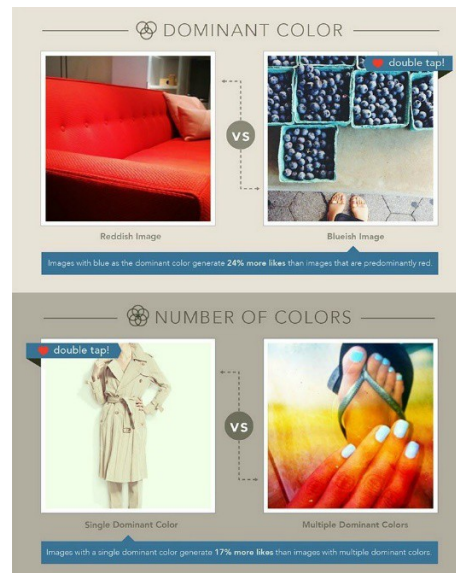 DOMINANT COLOR
double tap!
VS
Reddish Image
Blueish Image
Images with blue as the dominant color generate 24% more likes than images that are predominantly red.
NUMBER OF COLORS
double tap!
VS
Single Dominant Color
Multiple Dominant Colors
Images with a single dominant color generate 17% more likes than images with multiple dominant colors.